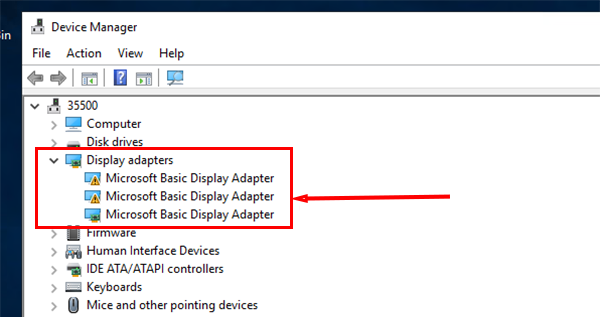 in
Device Manager
File Action View Help
35500
Computer
Disk drives
Display adapters
Microsoft Basic Display Adapter
Microsoft Basic Display Adapter
Microsoft Basic Display Adapter
Firmware
Human Interface Devices
IDE ATA/ATAPI controllers
Keyboards
Mice and other pointing devices